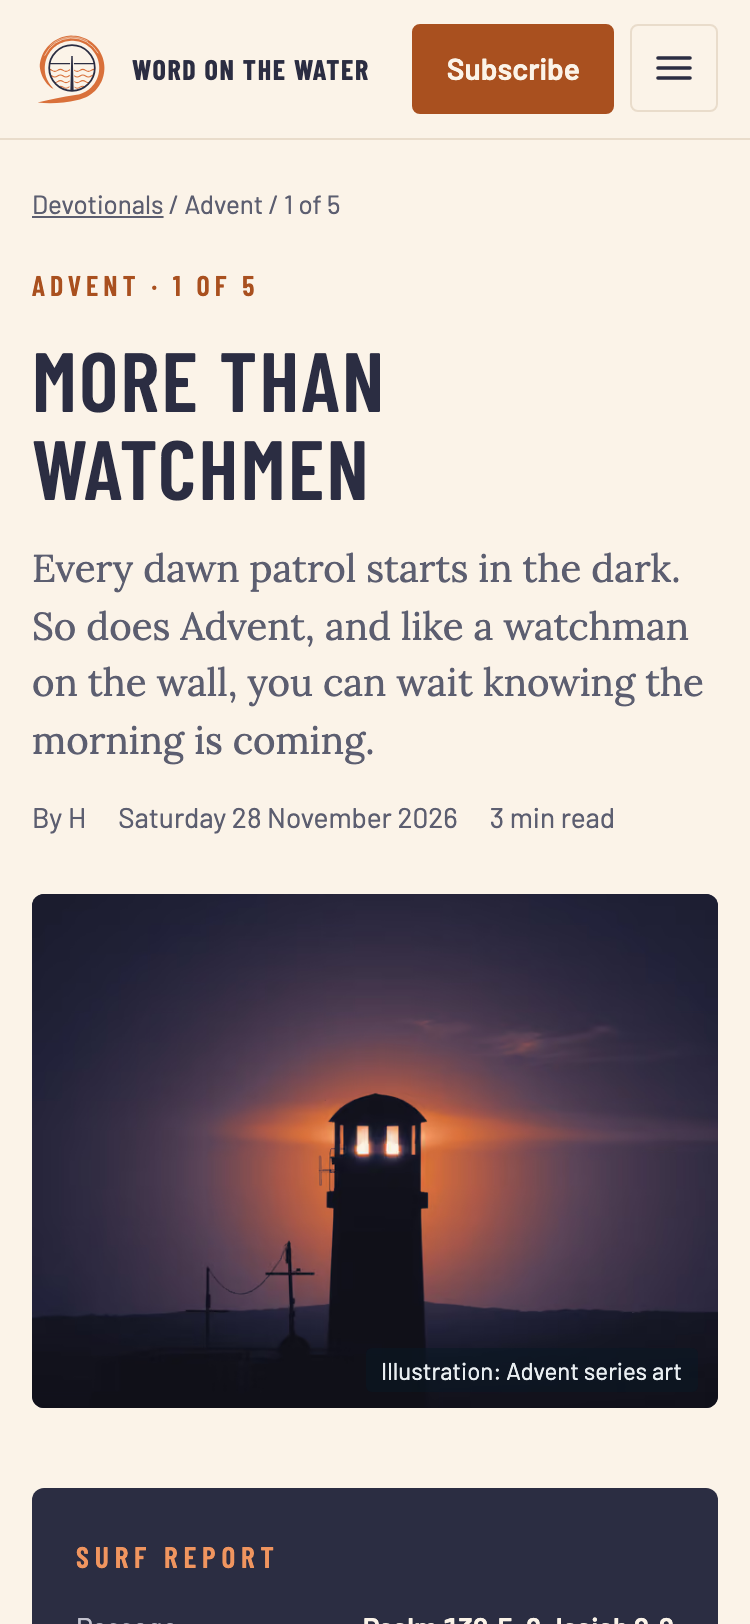 WORD ON THE WATER
Subscribe
Devotionals / Advent / 1 of 5
ADVENT · 1 OF 5
MORE THAN
WATCHMEN
Every dawn patrol starts in the dark.
So does Advent, and like a watchman
on the wall, you can wait knowing the
morning is coming.
By H Saturday 28 November 2026 3 min read
Illustration: Advent series art
SURF REPORT